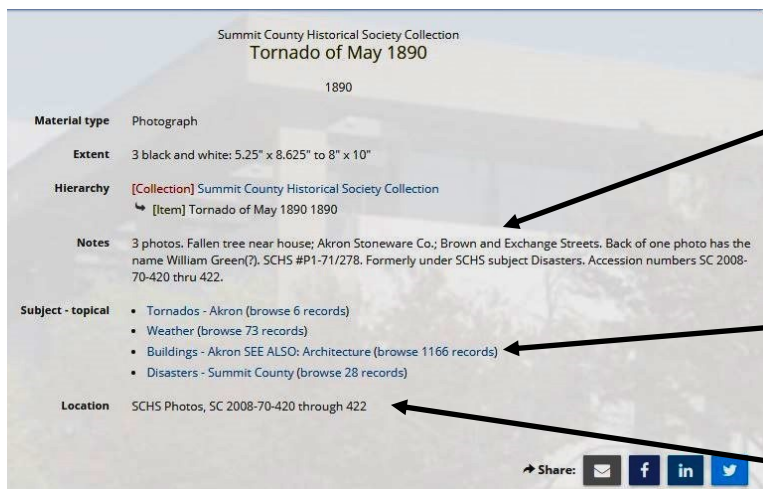 Summit County Historical Society Collection
Tornado of May 1890
1890
Material type Photograph
Extent 3 black and white: 5.25" x 8.625" to 8" x 10"
Hierarchy [Collection] Summit County Historical Society Collection
[Item] Tornado of May 1890 1890
Notes 3 photos. Fallen tree near house; Akron Stoneware Co.; Brown and Exchange Streets. Back of one photo has the
name William Green(?). SCHS #P1-71/278. Formerly under SCHS subject Disasters. Accession numbers SC 2008-
70-420 thru 422.
Subject - topical • Tornados - Akron (browse 6 records)
• Weather (browse 73 records)
• Buildings - Akron SEE ALSO: Architecture (browse 1166 records)
• Disasters - Summit County (browse 28 records)
Location SCHS Photos, SC 2008-70-420 through 422
Share: f in